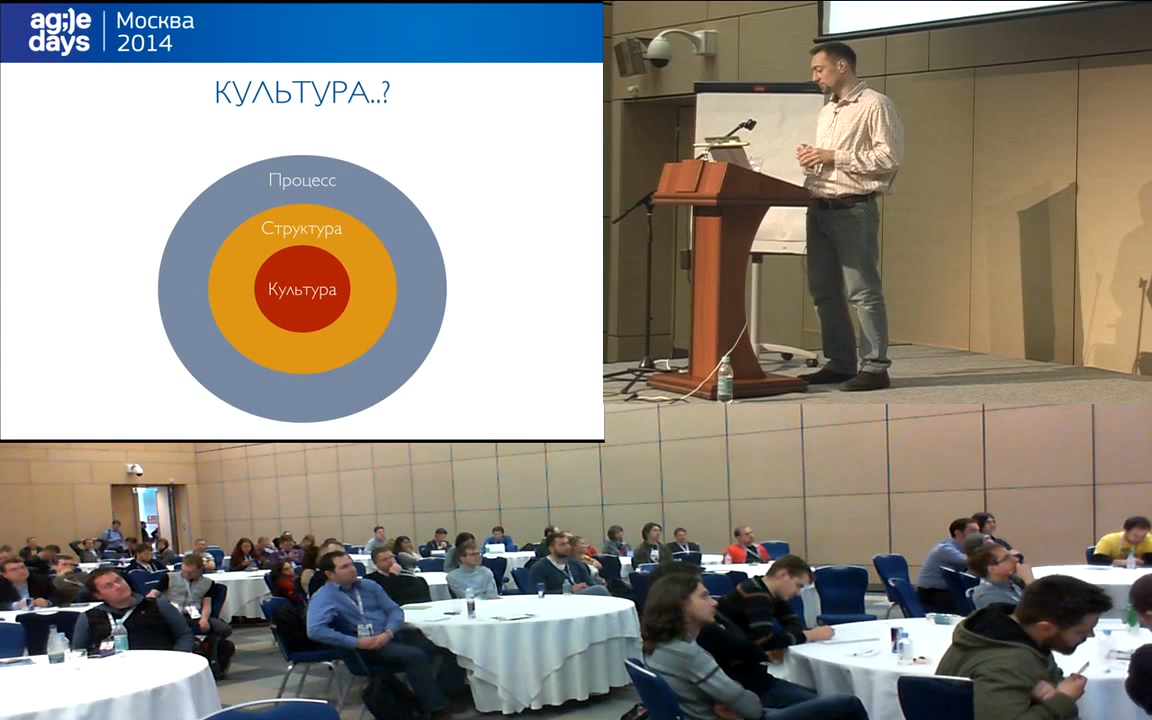 ag;)e
days
Москва
2014
КУЛЬТУРА..?
Процесс
Структура
Культура